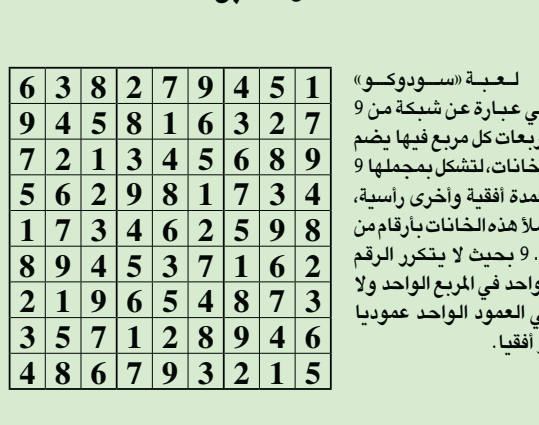 لعبة «سودوكو»
عبارة عن شبكة من 9
كل مربع فيها يضم
لتشكل بمجملها 9
أفقية وأخرى رأسية،
هذه الخانات بأرقام من
9 بحيث لا يتكرر الرقم
في المربع الواحد ولا
العمود الواحد عموديا
أفقيا.
6 3 8 2 7 9 4 5 1
9 4 5 8 1 6 3 2 7
7 2 1 3 4 5 6 8 9
5 6 2 9 8 1 7 3 4
1 7 3 4 6 2 5 9 8
8 9 4 5 3 7 1 6 2
2 1 9 6 5 4 8 7 3
3 5 7 1 2 8 9 4 6
4 8 6 7 9 3 2 1 5